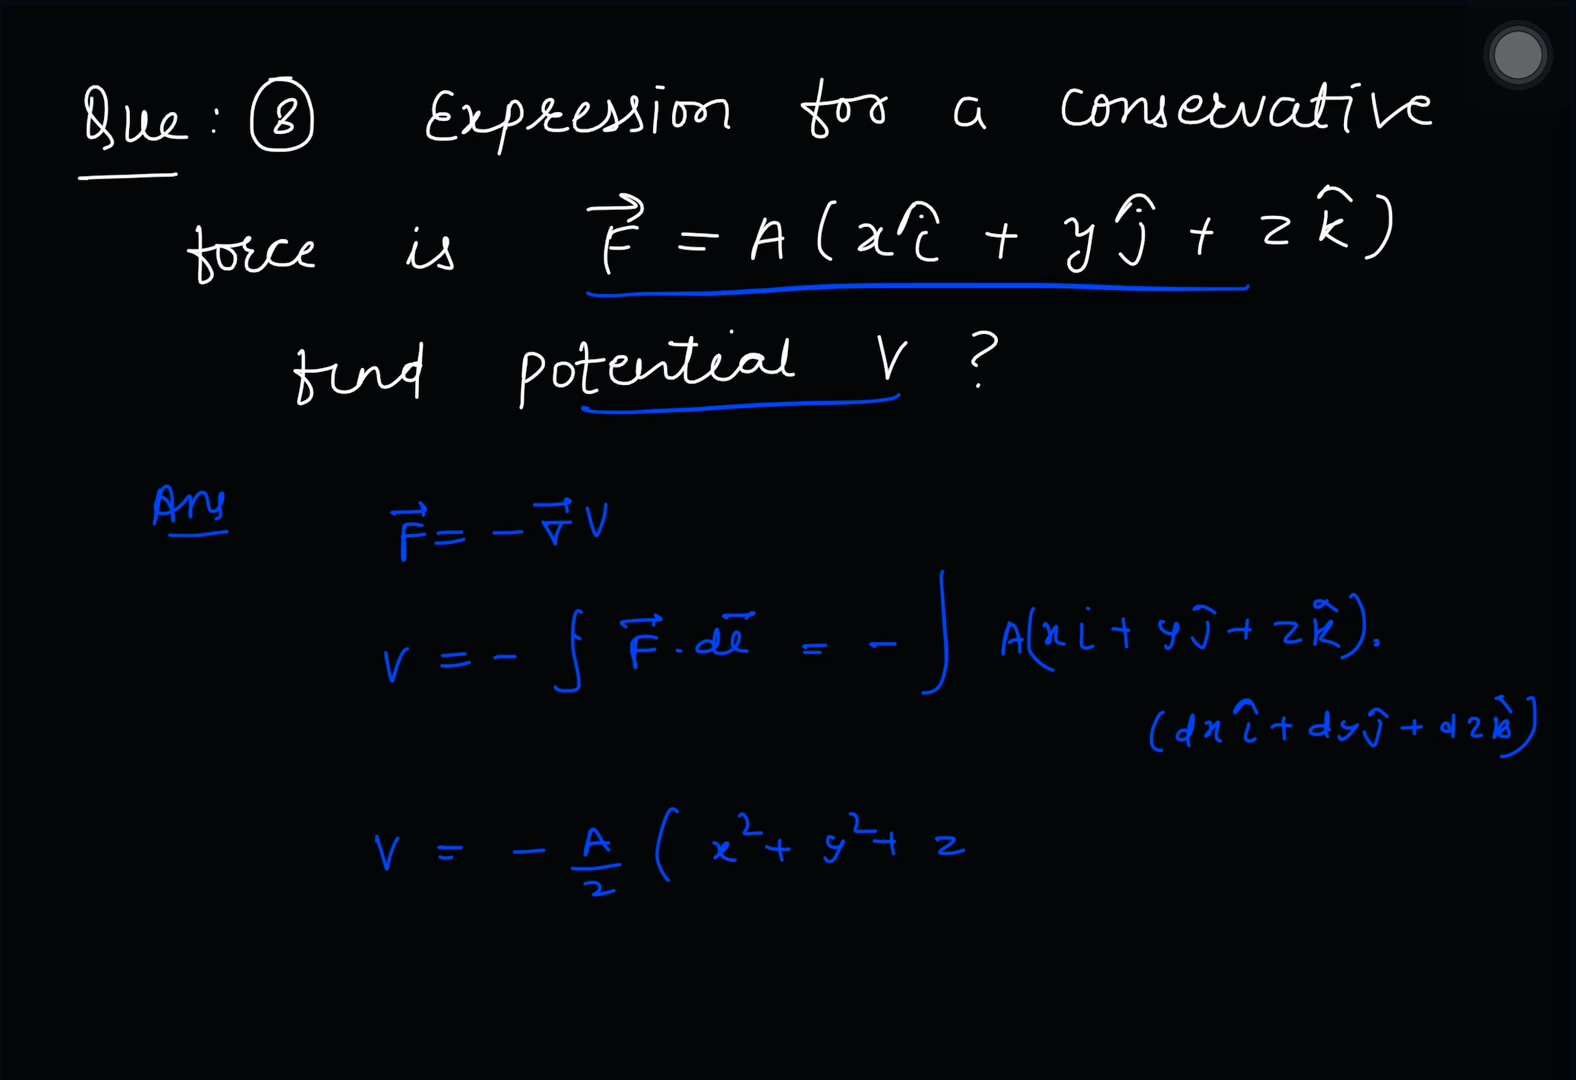 Que: ⑧ Expression for a conservative
force is F⃗ = A(xî + yĵ + zk̂)
find potential V ?
Ans F⃗ = - ∇⃗ V
V = - ∫ F⃗ . dl⃗ = - ∫ A(xi + yĵ + zk̂).
(dxî + dyĵ + dzk̂)
V = - A/2 ( x² + y² + z